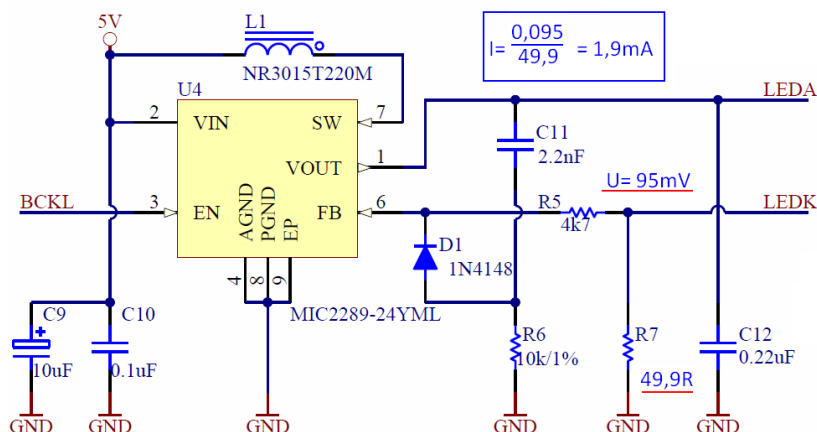 5V
L1
NR3015T220M
I= 0,095
49,9
= 1,9mA
LEDA
U4
2
VIN
SW
7
VOUT
1
C11
2.2nF
U= 95mV
BCKL
3
EN
AGND
PGND
EP
FB
6
R5
4k7
LEDK
D1
1N4148
4
8
9
MIC2289-24YML
C9
10uF
C10
0.1uF
R6
10k/1%
R7
49,9R
C12
0.22uF
GND
GND
GND
GND
GND
GND